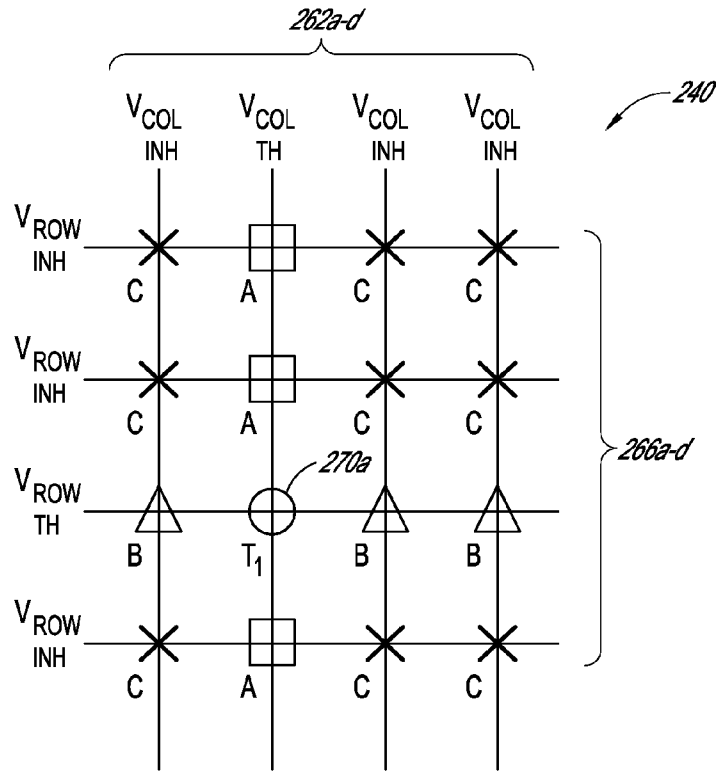 262a-d
240
V_COL V_COL V_COL V_COL
INH TH INH INH
V_ROW
INH
C A C C
V_ROW
INH
C A C C
270a
266a-d
V_ROW
TH
B T_1 B B
V_ROW
INH
C A C C